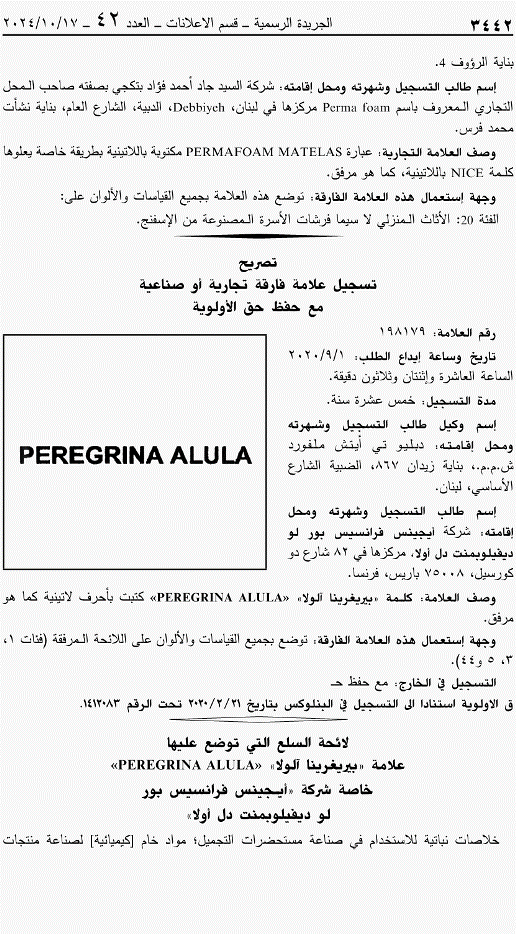 ٣٤٤٢ الجريدة الرسمية – قسم الاعلانات – العدد ٤٢ – ٢٠٢٤/١٠/١٧
بناية الرؤوف 4.
إسم طالب التسجيل وشهرته ومحل إقامته: شركة السيد جاد أحمد فؤاد بتكجي بصفته صاحب المحل
التجاري المعروف باسم Perma foam مركزها في لبنان، Debbiyeh، الدبية، الشارع العام، بناية نشأت
محمد فرس.
وصف العلامة التجارية: عبارة PERMAFOAM MATELAS مكتوبة باللاتينية بطريقة خاصة يعلوها
كلمة NICE باللاتينية، كما هو مرفق.
وجهة إستعمال هذه العلامة الفارقة: توضع هذه العلامة بجميع القياسات والألوان على:
الفئة 20: الأثاث المنزلي لا سيما فرشات الأسرة المصنوعة من الإسفنج.
تصريح
تسجيل علامة فارقة تجارية أو صناعية
مع حفظ حق الأولوية
رقم العلامة: ١٩٨١٧٩
تاريخ وساعة إيداع الطلب: ٢٠٢٠/٩/١
الساعة العاشرة وإثنتان وثلاثون دقيقة.
مدة التسجيل: خمس عشرة سنة.
إسم وكيل طالب التسجيل وشهرته
ومحل إقامته: دبليو تي أيتش ملفورد
ش.م.م.، بناية زيدان ٨٦٧، الضبية الشارع
الأساسي، لبنان.
إسم طالب التسجيل وشهرته ومحل
إقامته: شركة أيجينس فرانسيس بور لو
ديفيلوبمنت دل أولا، مركزها في ٨٢ شارع دو
كورسيل، ٧٥٠٠٨ باريس، فرنسا.
PEREGRINA ALULA
وصف العلامة: كلمة «بيريغرينا آلولا» «PEREGRINA ALULA» كتبت بأحرف لاتينية كما هو
مرفق.
وجهة إستعمال هذه العلامة الفارقة: توضع بجميع القياسات والألوان على اللائحة المرفقة (فئات ١،
٣، ٥ و٤٤).
التسجيل في الخارج: مع حفظ حـ
ق الاولوية استنادا الى التسجيل في البنلوكس بتاريخ ٢٠٢٠/٢/٢١ تحت الرقم ١٤١٢٠٨٣.
لائحة السلع التي توضع عليها
علامة «بيريغرينا آلولا» «PEREGRINA ALULA»
خاصة شركة «أيجينس فرانسيس بور
لو ديفيلوبمنت دل أولا»
خلاصات نباتية للاستخدام في صناعة مستحضرات التجميل؛ مواد خام [كيميائية] لصناعة منتجات